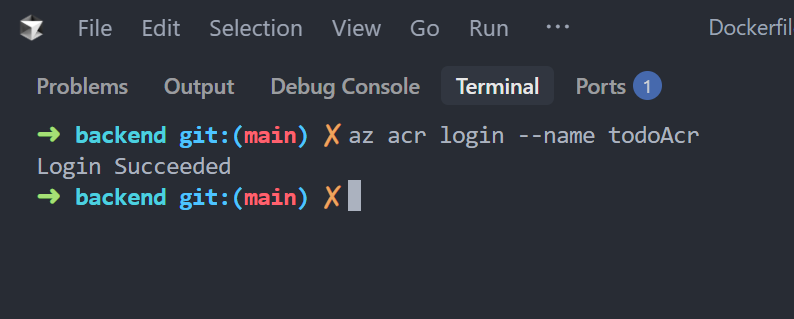 File Edit Selection View Go Run ··· Dockerfil
Problems Output Debug Console Terminal Ports 1
➜ backend git:(main) ✗ az acr login --name todoAcr
Login Succeeded
➜ backend git:(main) ✗